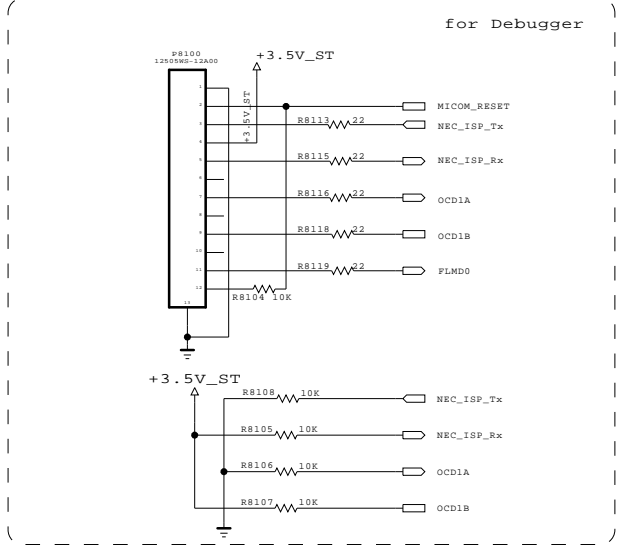 for Debugger
P8100
12505WS-12A00
+3.5V_ST
+3.5V_ST
1
2
MICOM_RESET
3
R8113 22
NEC_ISP_Tx
4
5
R8115 22
NEC_ISP_Rx
6
7
R8116 22
OCD1A
8
9
R8118 22
OCD1B
10
11
R8119 22
FLMD0
12
R8104 10K
13
+3.5V_ST
R8108 10K
NEC_ISP_Tx
R8105 10K
NEC_ISP_Rx
R8106 10K
OCD1A
R8107 10K
OCD1B